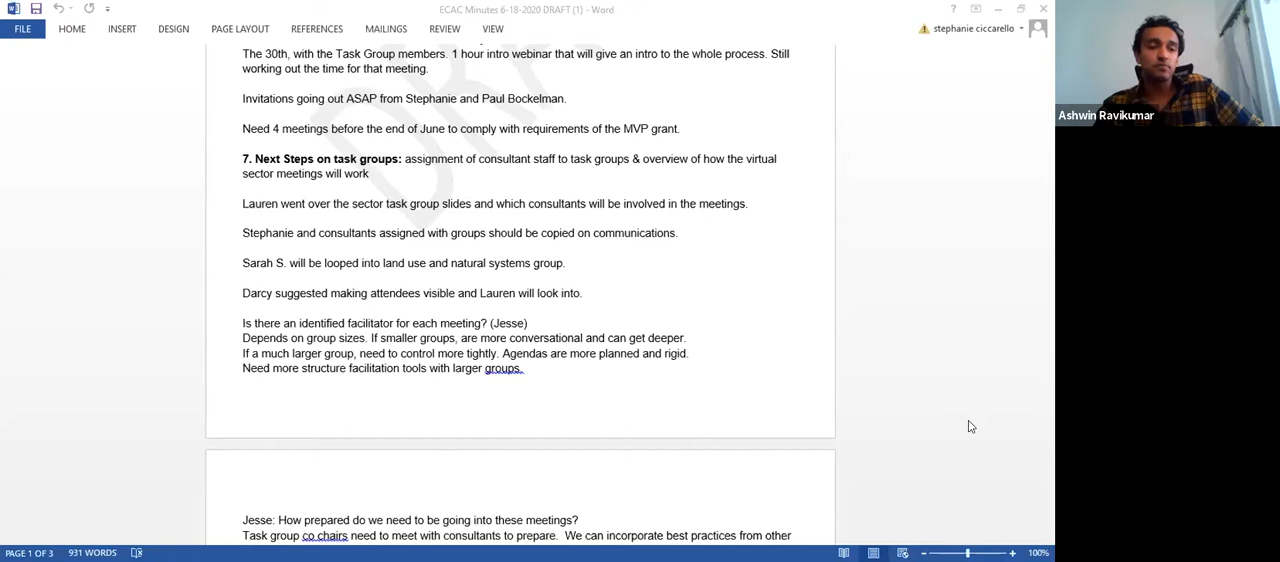 ECAC Minutes 6-18-2020 DRAFT (1) - Word
FILE HOME INSERT DESIGN PAGE LAYOUT REFERENCES MAILINGS REVIEW VIEW stephanie ciccarello
The 30th, with the Task Group members. 1 hour intro webinar that will give an intro to the whole process. Still
working out the time for that meeting.
Invitations going out ASAP from Stephanie and Paul Bockelman.
Need 4 meetings before the end of June to comply with requirements of the MVP grant.
7. Next Steps on task groups: assignment of consultant staff to task groups & overview of how the virtual
sector meetings will work
Lauren went over the sector task group slides and which consultants will be involved in the meetings.
Stephanie and consultants assigned with groups should be copied on communications.
Sarah S. will be looped into land use and natural systems group.
Darcy suggested making attendees visible and Lauren will look into.
Is there an identified facilitator for each meeting? (Jesse)
Depends on group sizes. If smaller groups, are more conversational and can get deeper.
If a much larger group, need to control more tightly. Agendas are more planned and rigid.
Need more structure facilitation tools with larger groups.
Jesse: How prepared do we need to be going into these meetings?
Task group co chairs need to meet with consultants to prepare. We can incorporate best practices from other
PAGE 1 OF 3 931 WORDS 100%
Ashwin Ravikumar
DRA